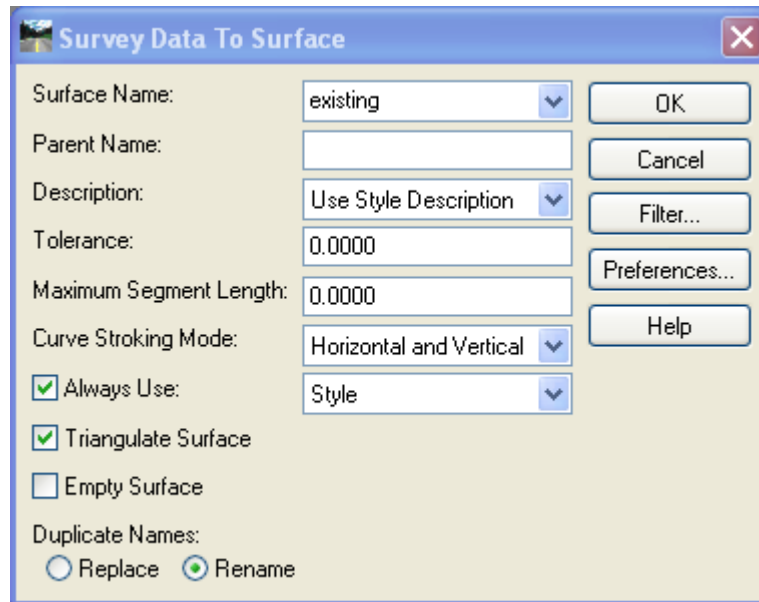 Survey Data To Surface
Surface Name: existing OK
Parent Name: Cancel
Description: Use Style Description Filter...
Tolerance: 0.0000
Preferences...
Maximum Segment Length: 0.0000
Help
Curve Stroking Mode: Horizontal and Vertical
Always Use: Style
Triangulate Surface
Empty Surface
Duplicate Names:
Replace Rename